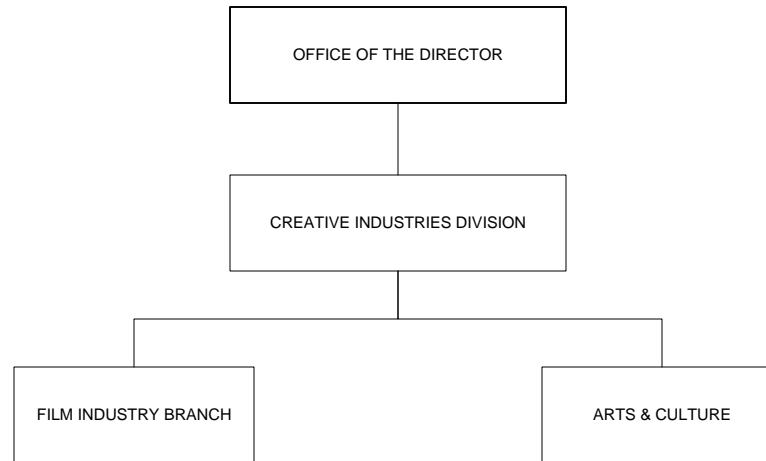 OFFICE OF THE DIRECTOR
CREATIVE INDUSTRIES DIVISION
FILM INDUSTRY BRANCH
ARTS & CULTURE